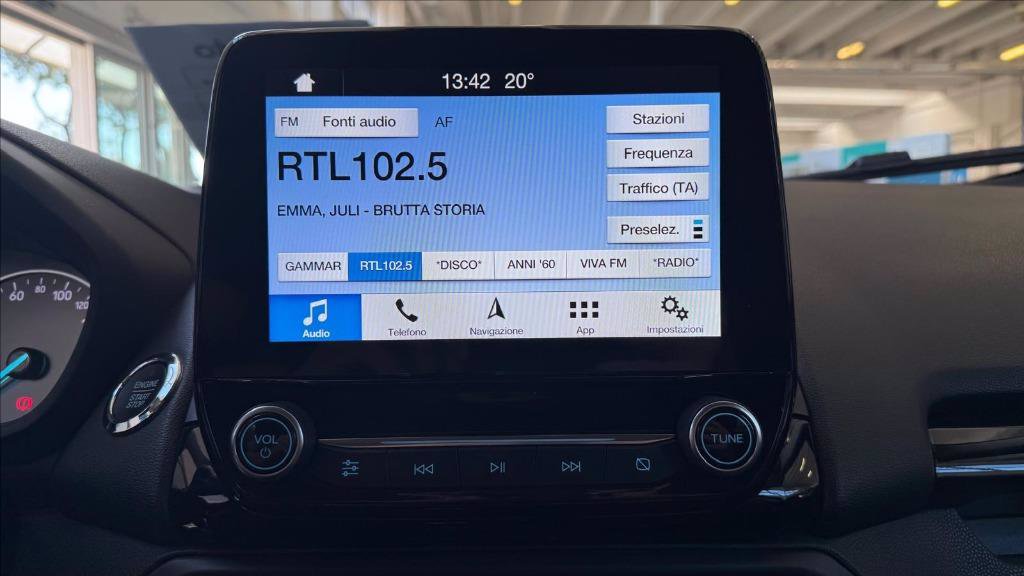 13:42 20°
FM Fonti audio AF
Stazioni
RTL102.5
Frequenza
Traffico (TA)
EMMA, JULI - BRUTTA STORIA
Preselez.
GAMMAR RTL102.5 *DISCO* ANNI '60 VIVA FM *RADIO*
Audio Telefono Navigazione App Impostazioni
60 80 100 120
ENGINE
START
STOP
VOL
TUNE